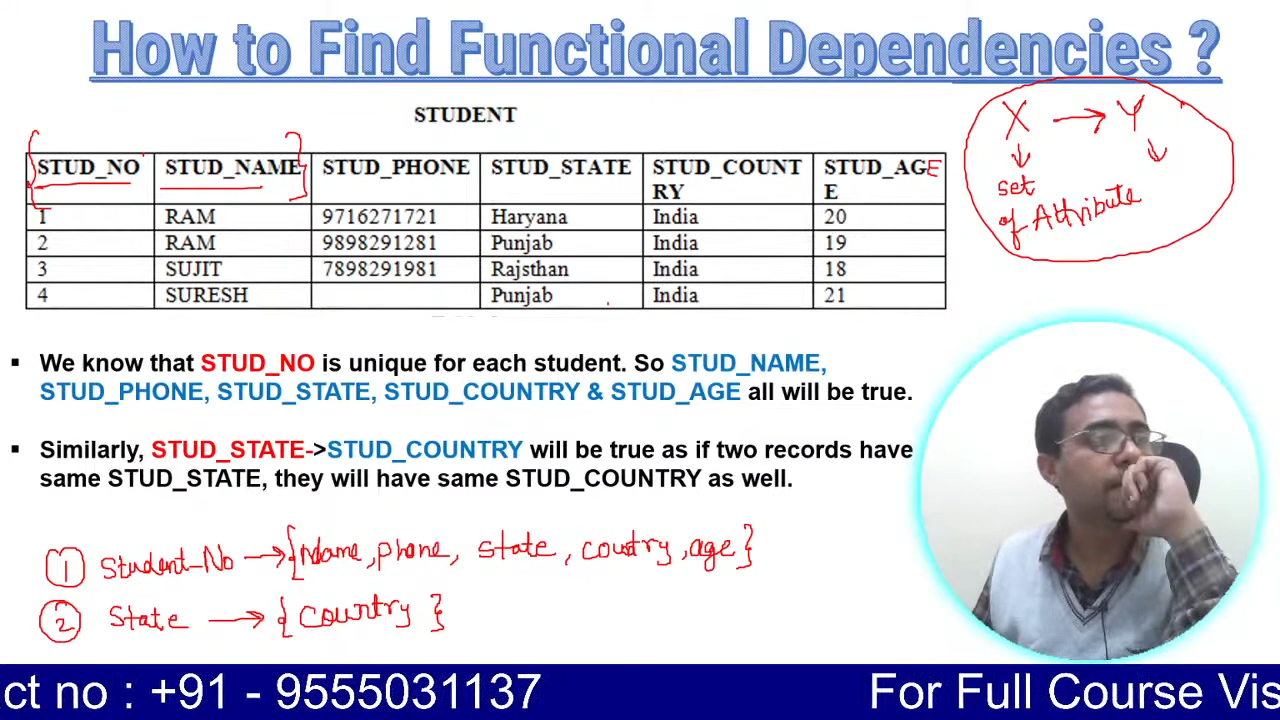 How to Find Functional Dependencies ?
STUDENT
X → Y
STUD_NO STUD_NAME STUD_PHONE STUD_STATE STUD_COUNT STUD_AGE
RY E
set
of Attribute
1 RAM 9716271721 Haryana India 20
2 RAM 9898291281 Punjab India 19
3 SUJIT 7898291981 Rajsthan India 18
4 SURESH Punjab India 21
▪ We know that STUD_NO is unique for each student. So STUD_NAME,
STUD_PHONE, STUD_STATE, STUD_COUNTRY & STUD_AGE all will be true.
▪ Similarly, STUD_STATE->STUD_COUNTRY will be true as if two records have
same STUD_STATE, they will have same STUD_COUNTRY as well.
1 Student_No → {Name, phone, state, country, age}
2 State → {country}
ct no : +91 - 9555031137 For Full Course Vis